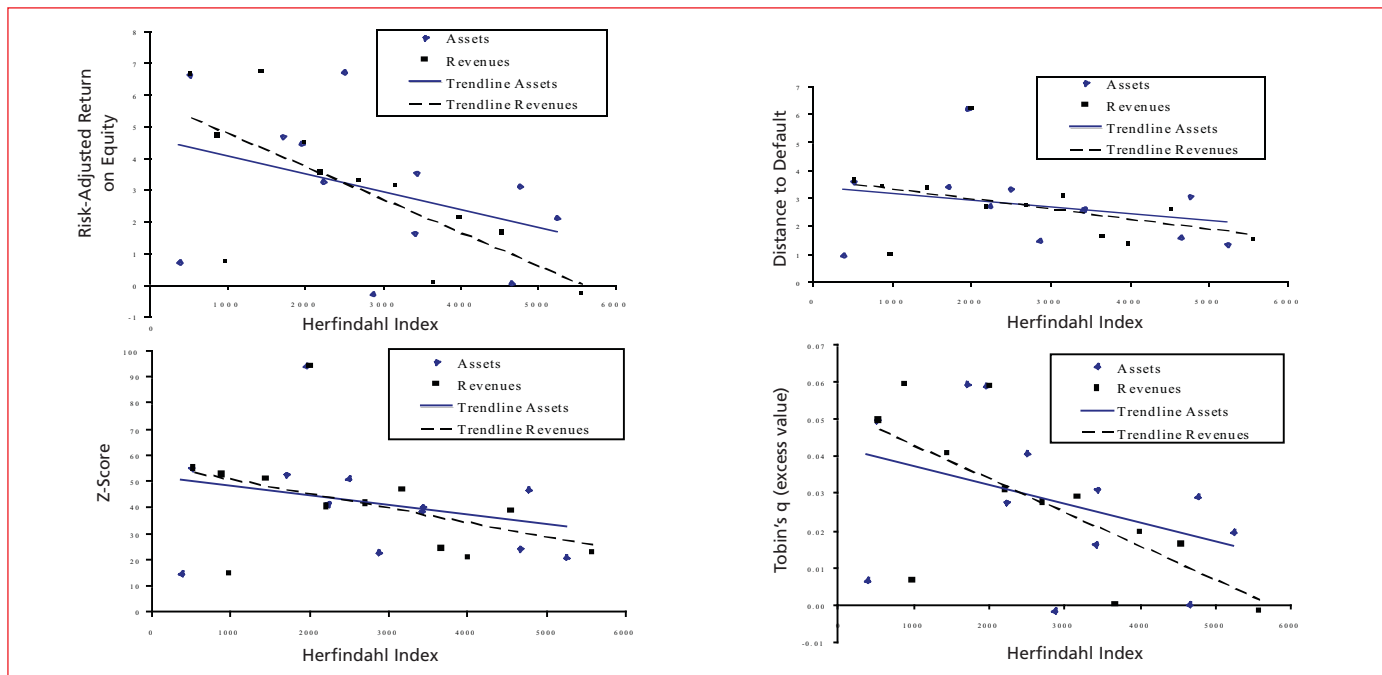 Risk-Adjusted Return
on Equity
8
7
6
5
4
3
2
1
0
-1
0
1000
2000
3000
4000
5000
6000
Herfindahl Index
Assets
Revenues
Trendline Assets
Trendline Revenues
Distance to Default
7
6
5
4
3
2
1
0
0
1000
2000
3000
4000
5000
6000
Herfindahl Index
Assets
Revenues
Trendline Assets
Trendline Revenues
Z-Score
100
90
80
70
60
50
40
30
20
10
0
0
1000
2000
3000
4000
5000
6000
Herfindahl Index
Assets
Revenues
Trendline Assets
Trendline Revenues
Tobin's q (excess value)
0.07
0.06
0.05
0.04
0.03
0.02
0.01
0.00
-0.01
0
1000
2000
3000
4000
5000
6000
Herfindahl Index
Assets
Revenues
Trendline Assets
Trendline Revenues